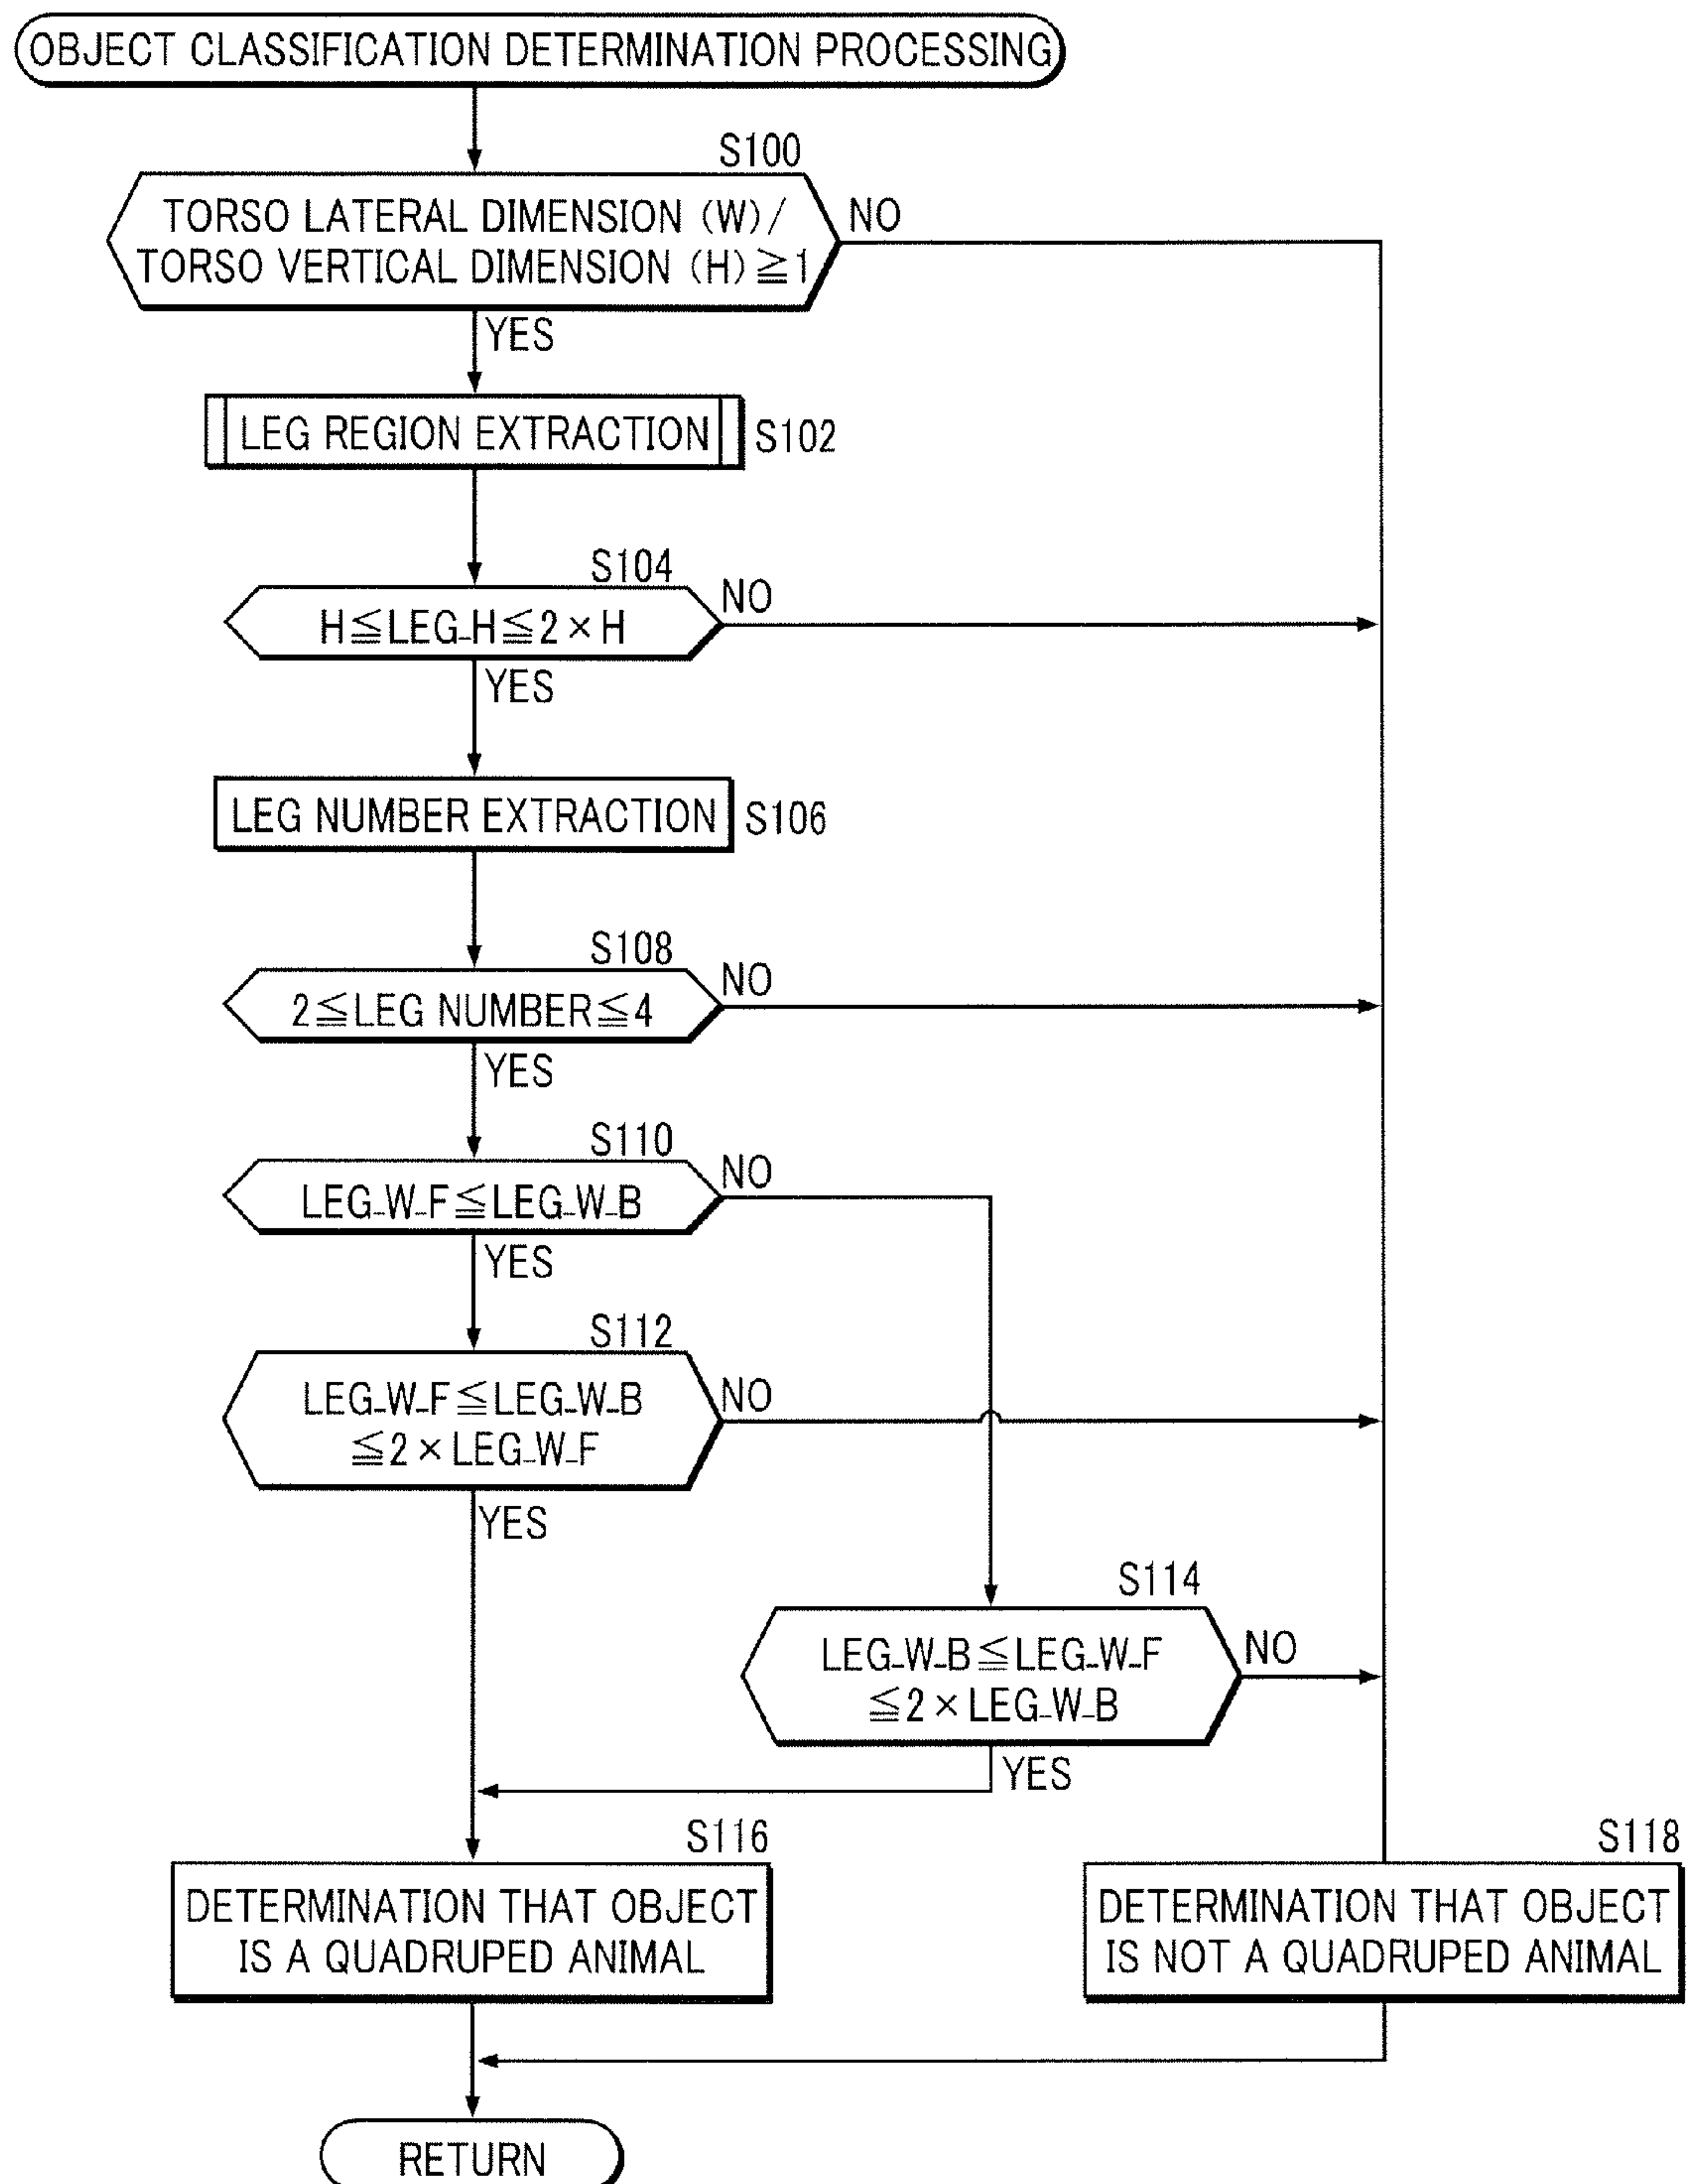 OBJECT CLASSIFICATION DETERMINATION PROCESSING
S100
TORSO LATERAL DIMENSION (W)/
TORSO VERTICAL DIMENSION (H)≧1
NO
YES
LEG REGION EXTRACTION
S102
S104
H≦LEG_H≦2×H
NO
YES
LEG NUMBER EXTRACTION
S106
S108
2≦LEG NUMBER≦4
NO
YES
S110
LEG_W_F≦LEG_W_B
NO
YES
S112
LEG_W_F≦LEG_W_B
≦2×LEG_W_F
NO
YES
S114
LEG_W_B≦LEG_W_F
≦2×LEG_W_B
NO
YES
S116
DETERMINATION THAT OBJECT
IS A QUADRUPED ANIMAL
S118
DETERMINATION THAT OBJECT
IS NOT A QUADRUPED ANIMAL
RETURN